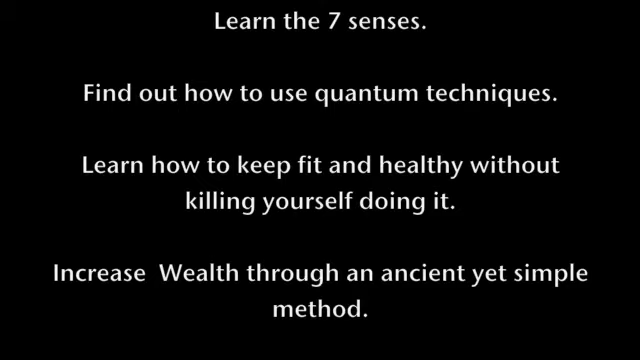 Learn the 7 senses.
Find out how to use quantum techniques.
Learn how to keep fit and healthy without
killing yourself doing it.
Increase  Wealth through an ancient yet simple
method.